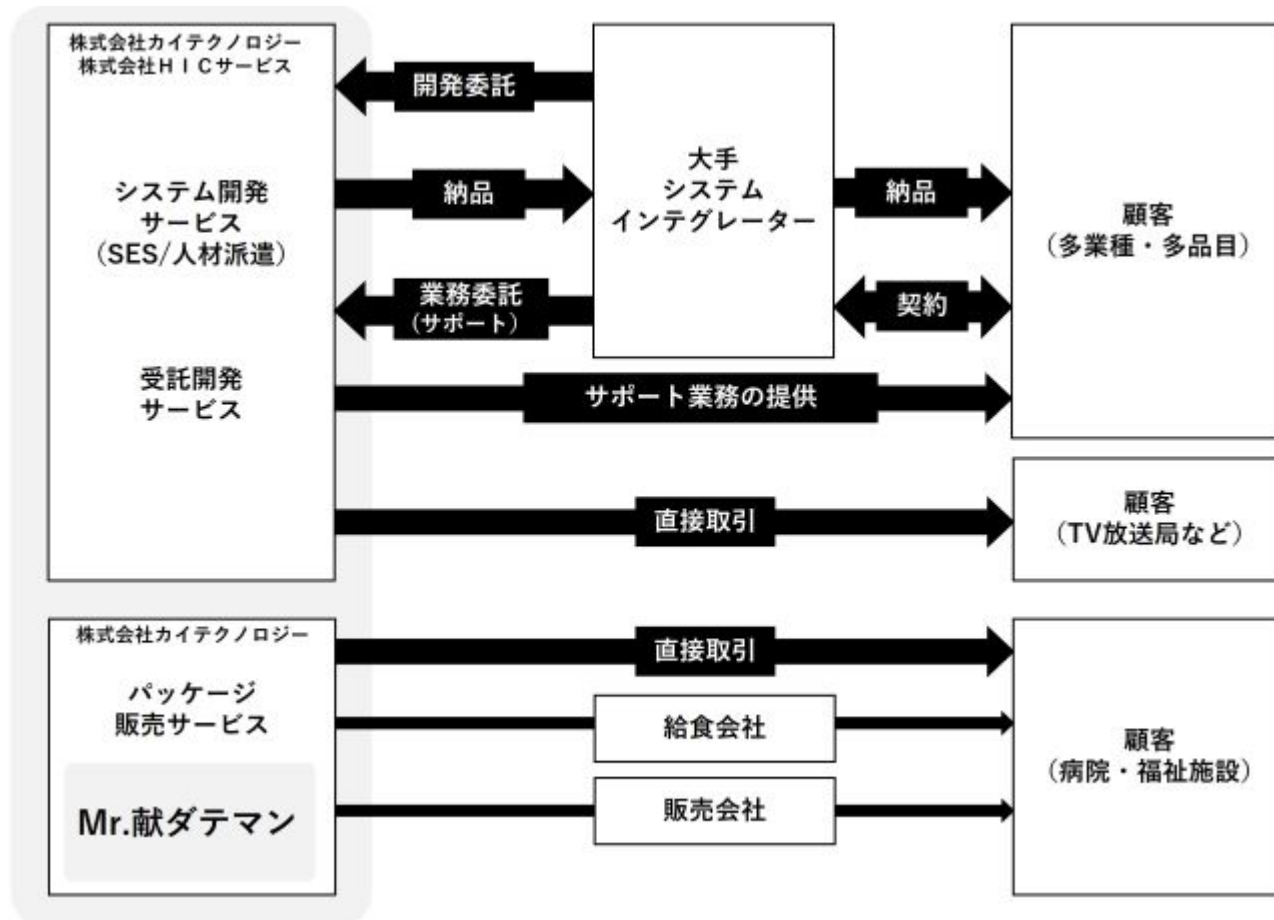 株式会社カイテクノロジー
株式会社ＨＩＣサービス
システム開発
サービス
（SES/人材派遣）
受託開発
サービス
開発委託
納品
業務委託
（サポート）
大手
システム
インテグレーター
納品
契約
顧客
（多業種・多品目）
サポート業務の提供
直接取引
顧客
（TV放送局など）
株式会社カイテクノロジー
パッケージ
販売サービス
Mr.献ダテマン
直接取引
給食会社
販売会社
顧客
（病院・福祉施設）